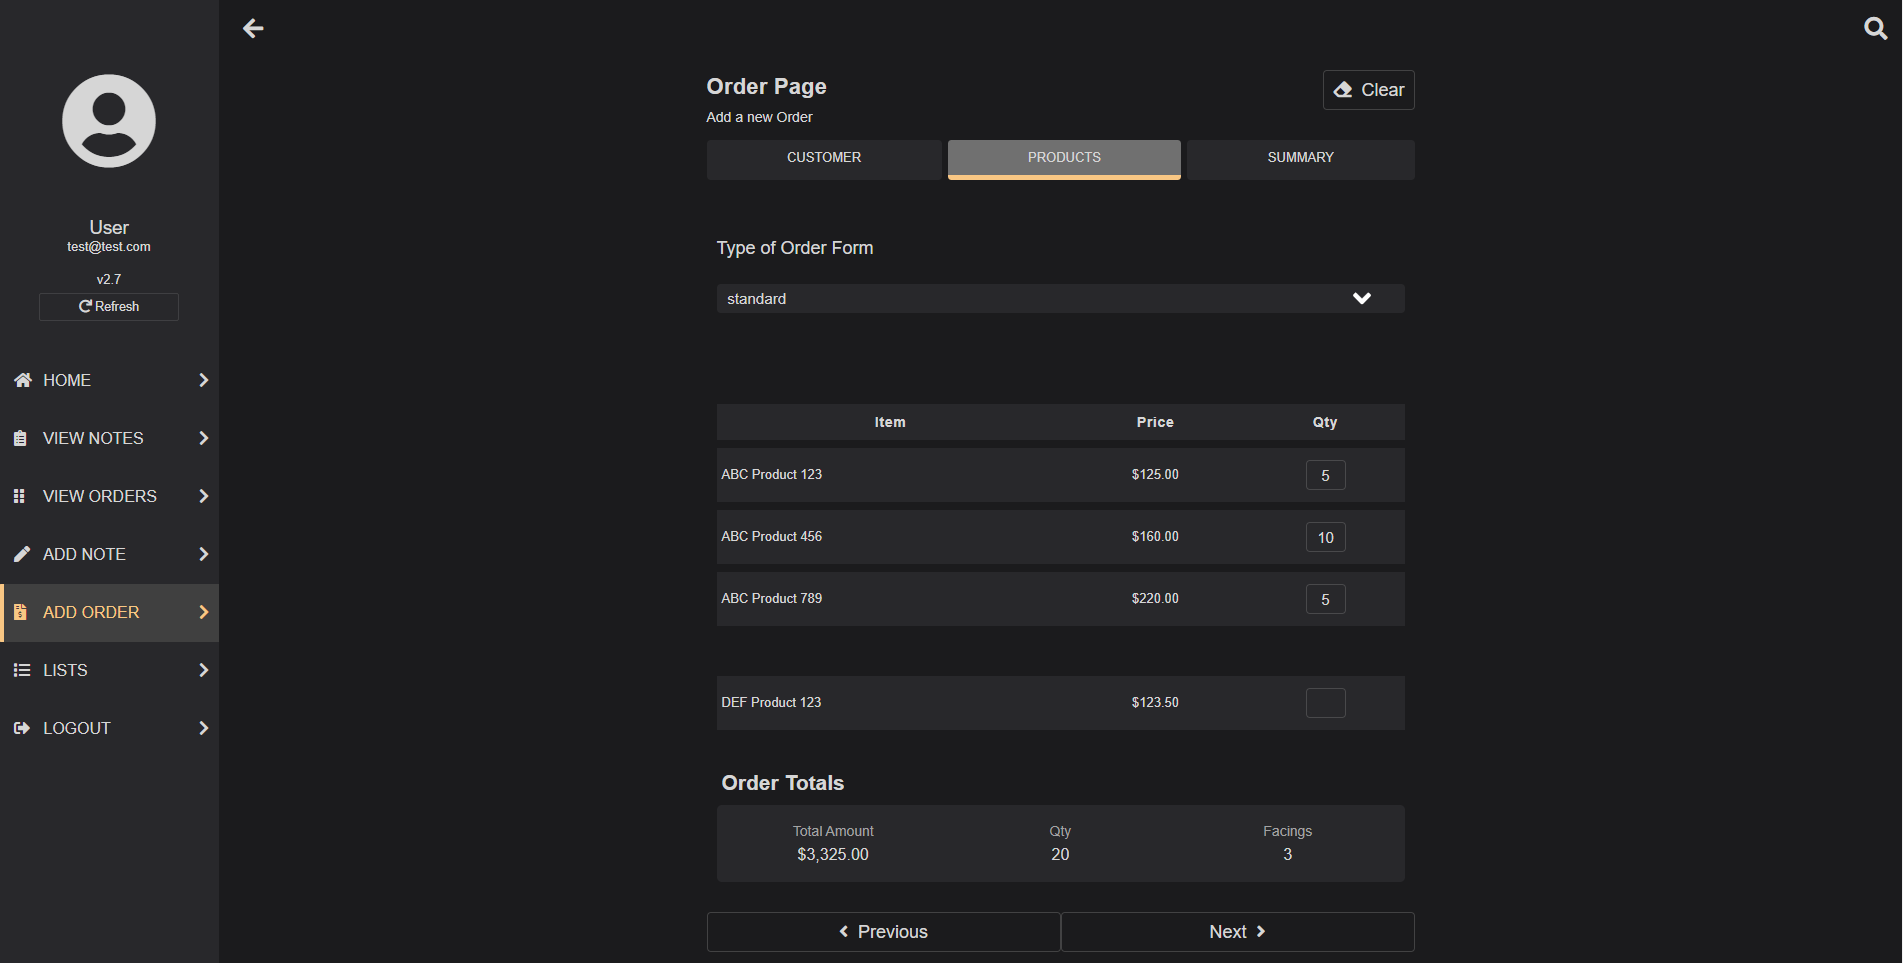 User
test@test.com
v2.7
Refresh
HOME
VIEW NOTES
VIEW ORDERS
ADD NOTE
ADD ORDER
LISTS
LOGOUT
Order Page
Clear
Add a new Order
CUSTOMER PRODUCTS SUMMARY
Type of Order Form
standard
Item Price Qty
ABC Product 123 $125.00 5
ABC Product 456 $160.00 10
ABC Product 789 $220.00 5
DEF Product 123 $123.50
Order Totals
Total Amount Qty Facings
$3,325.00 20 3
Previous Next